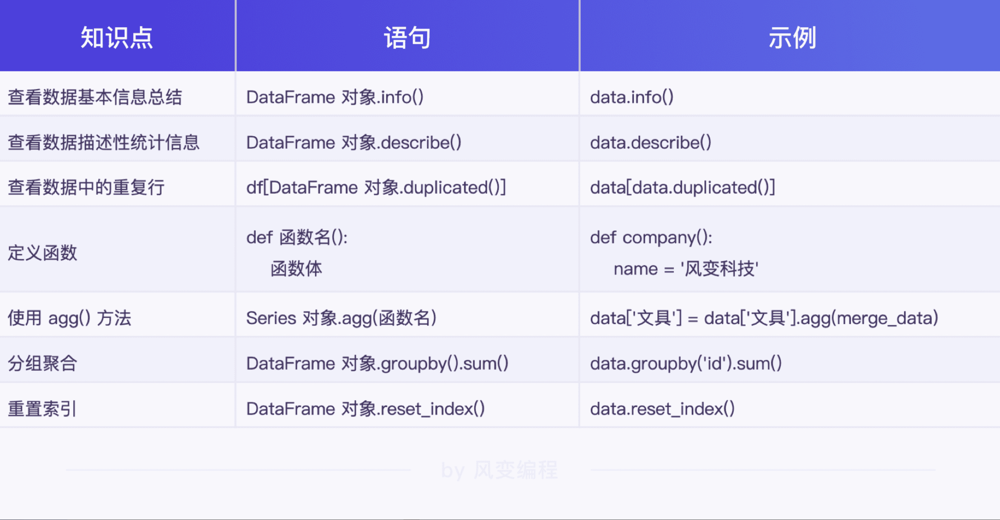 知识点 语句 示例
查看数据基本信息总结 DataFrame 对象.info() data.info()
查看数据描述性统计信息 DataFrame 对象.describe() data.describe()
查看数据中的重复行 df[DataFrame 对象.duplicated()] data[data.duplicated()]
定义函数
def 函数名():
函数体
def company():
name = '风变科技'
使用 agg() 方法 Series 对象.agg(函数名) data['文具'] = data['文具'].agg(merge_data)
分组聚合 DataFrame 对象.groupby().sum() data.groupby('id').sum()
重置索引 DataFrame 对象.reset_index() data.reset_index()
by 风变编程